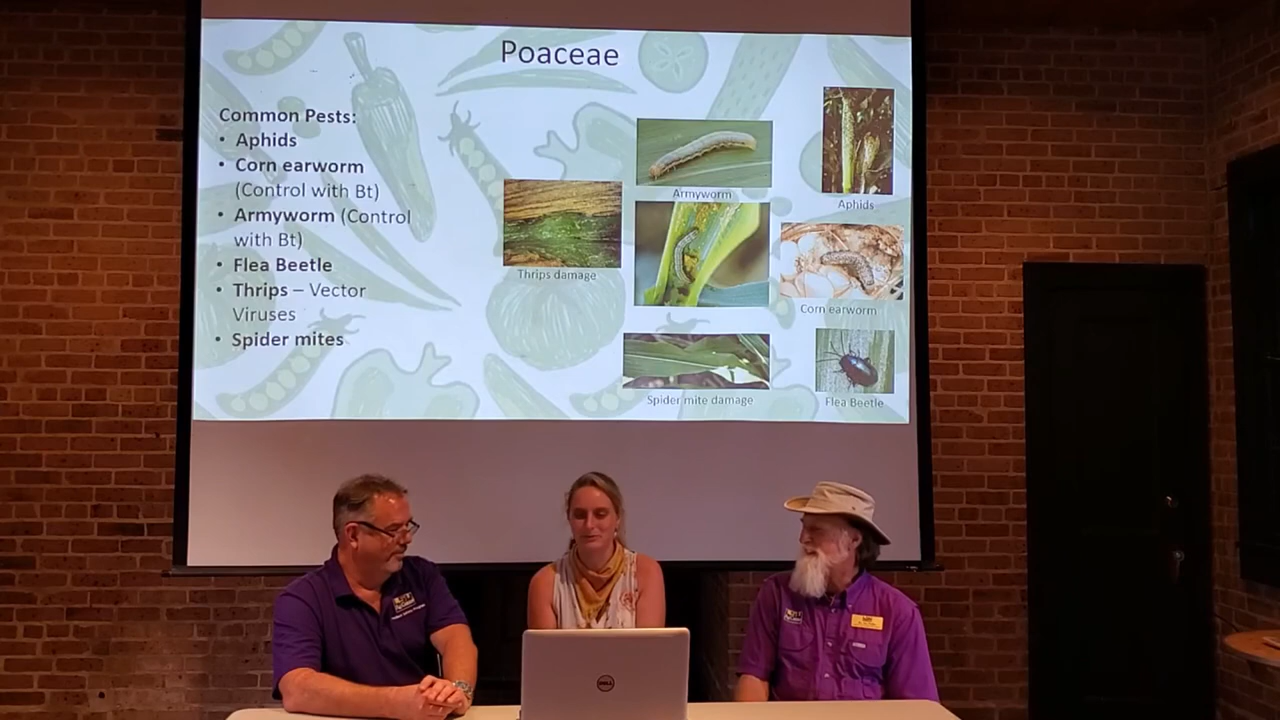 Poaceae
Common Pests:
• Aphids
• Corn earworm
(Control with Bt)
• Armyworm (Control
with Bt)
• Flea Beetle
• Thrips – Vector
Viruses
• Spider mites
Thrips damage
Armyworm
Aphids
Corn earworm
Spider mite damage
Flea Beetle
DELL